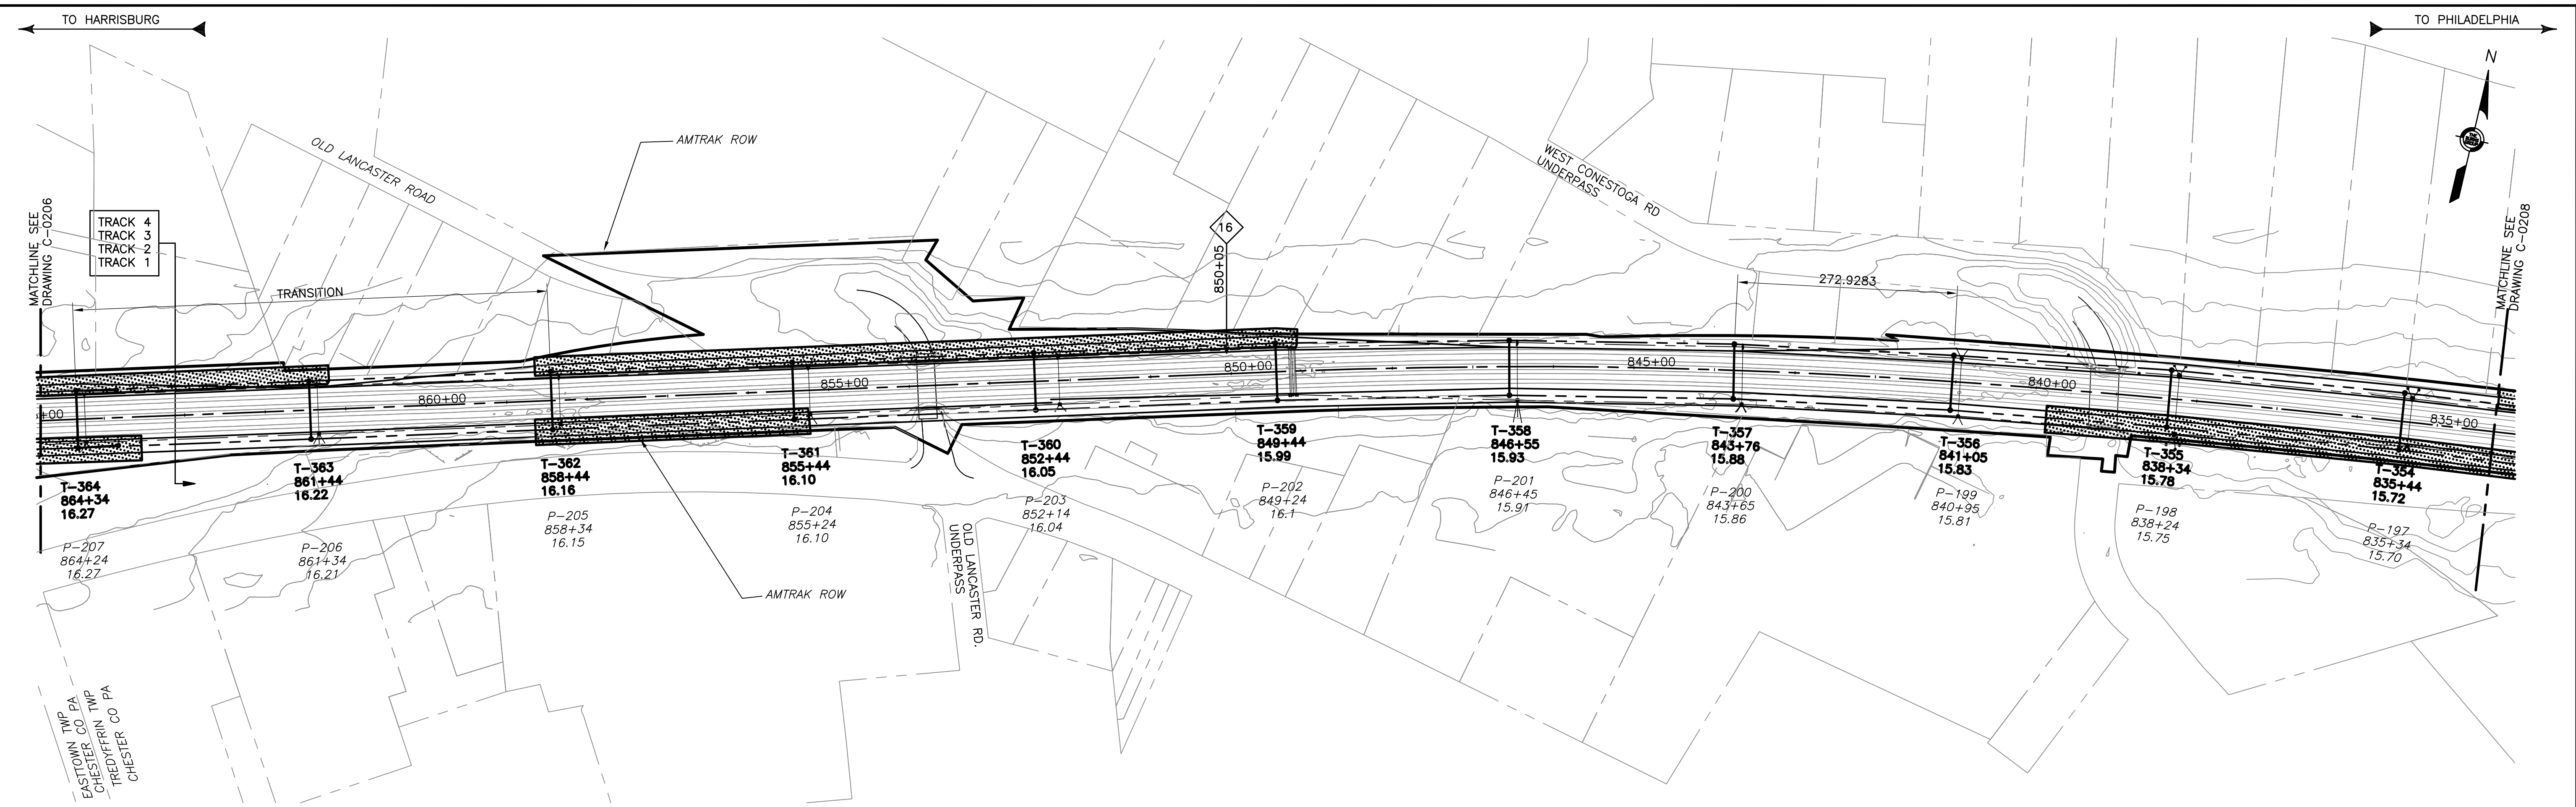 TO HARRISBURG
TO PHILADELPHIA
N
AMTRAK ROW
OLD LANCASTER ROAD
WEST CONESTOGA RD
UNDERPASS
MATCHLINE SEE
DRAWING C-0206
TRACK 4
TRACK 3
TRACK 2
TRACK 1
TRANSITION
16
850+05
272.9283
MATCHLINE SEE
DRAWING C-0208
+00
860+00
855+00
850+00
845+00
840+00
835+00
T-364
864+34
16.27
T-363
861+44
16.22
T-362
858+44
16.16
T-361
855+44
16.10
T-360
852+44
16.05
T-359
849+44
15.99
T-358
846+55
15.93
T-357
843+76
15.88
T-356
841+05
15.83
T-355
838+34
15.78
T-354
835+44
15.72
P-207
864+24
16.27
P-206
861+34
16.21
P-205
858+34
16.15
P-204
855+24
16.10
P-203
852+14
16.04
P-202
849+24
16.1
P-201
846+45
15.91
P-200
843+65
15.86
P-199
840+95
15.81
P-198
838+24
15.75
P-197
835+34
15.70
OLD LANCASTER RD.
UNDERPASS
AMTRAK ROW
EASTTOWN TWP
CHESTER CO PA
TREDYFFRIN TWP
CHESTER CO PA